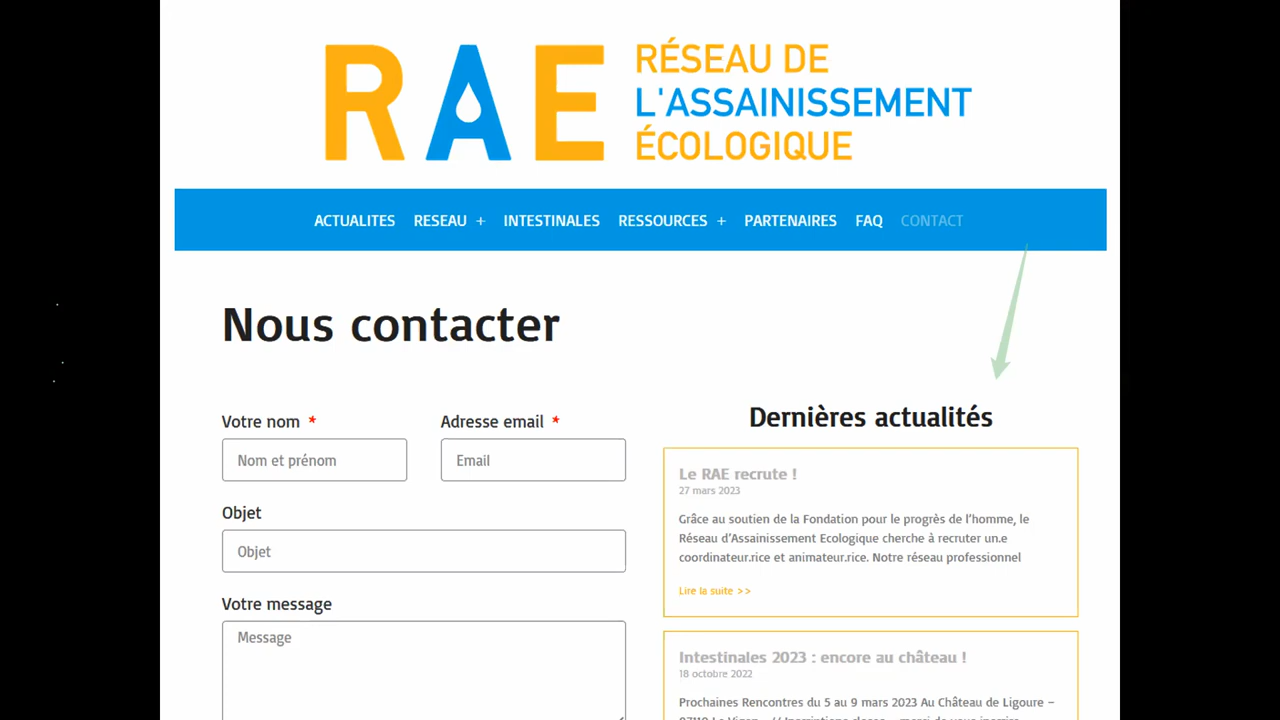 RAE
RÉSEAU DE
L'ASSAINISSEMENT
ÉCOLOGIQUE
ACTUALITES RESEAU + INTESTINALES RESSOURCES + PARTENAIRES FAQ CONTACT
Nous contacter
Votre nom *
Adresse email *
Nom et prénom
Email
Objet
Objet
Votre message
Message
Dernières actualités
Le RAE recrute !
27 mars 2023
Grâce au soutien de la Fondation pour le progrès de l’homme, le
Réseau d’Assainissement Ecologique cherche à recruter un.e
coordinateur.rice et animateur.rice. Notre réseau professionnel
Lire la suite >>
Intestinales 2023 : encore au château !
18 octobre 2022
Prochaines Rencontres du 5 au 9 mars 2023 Au Château de Ligoure –